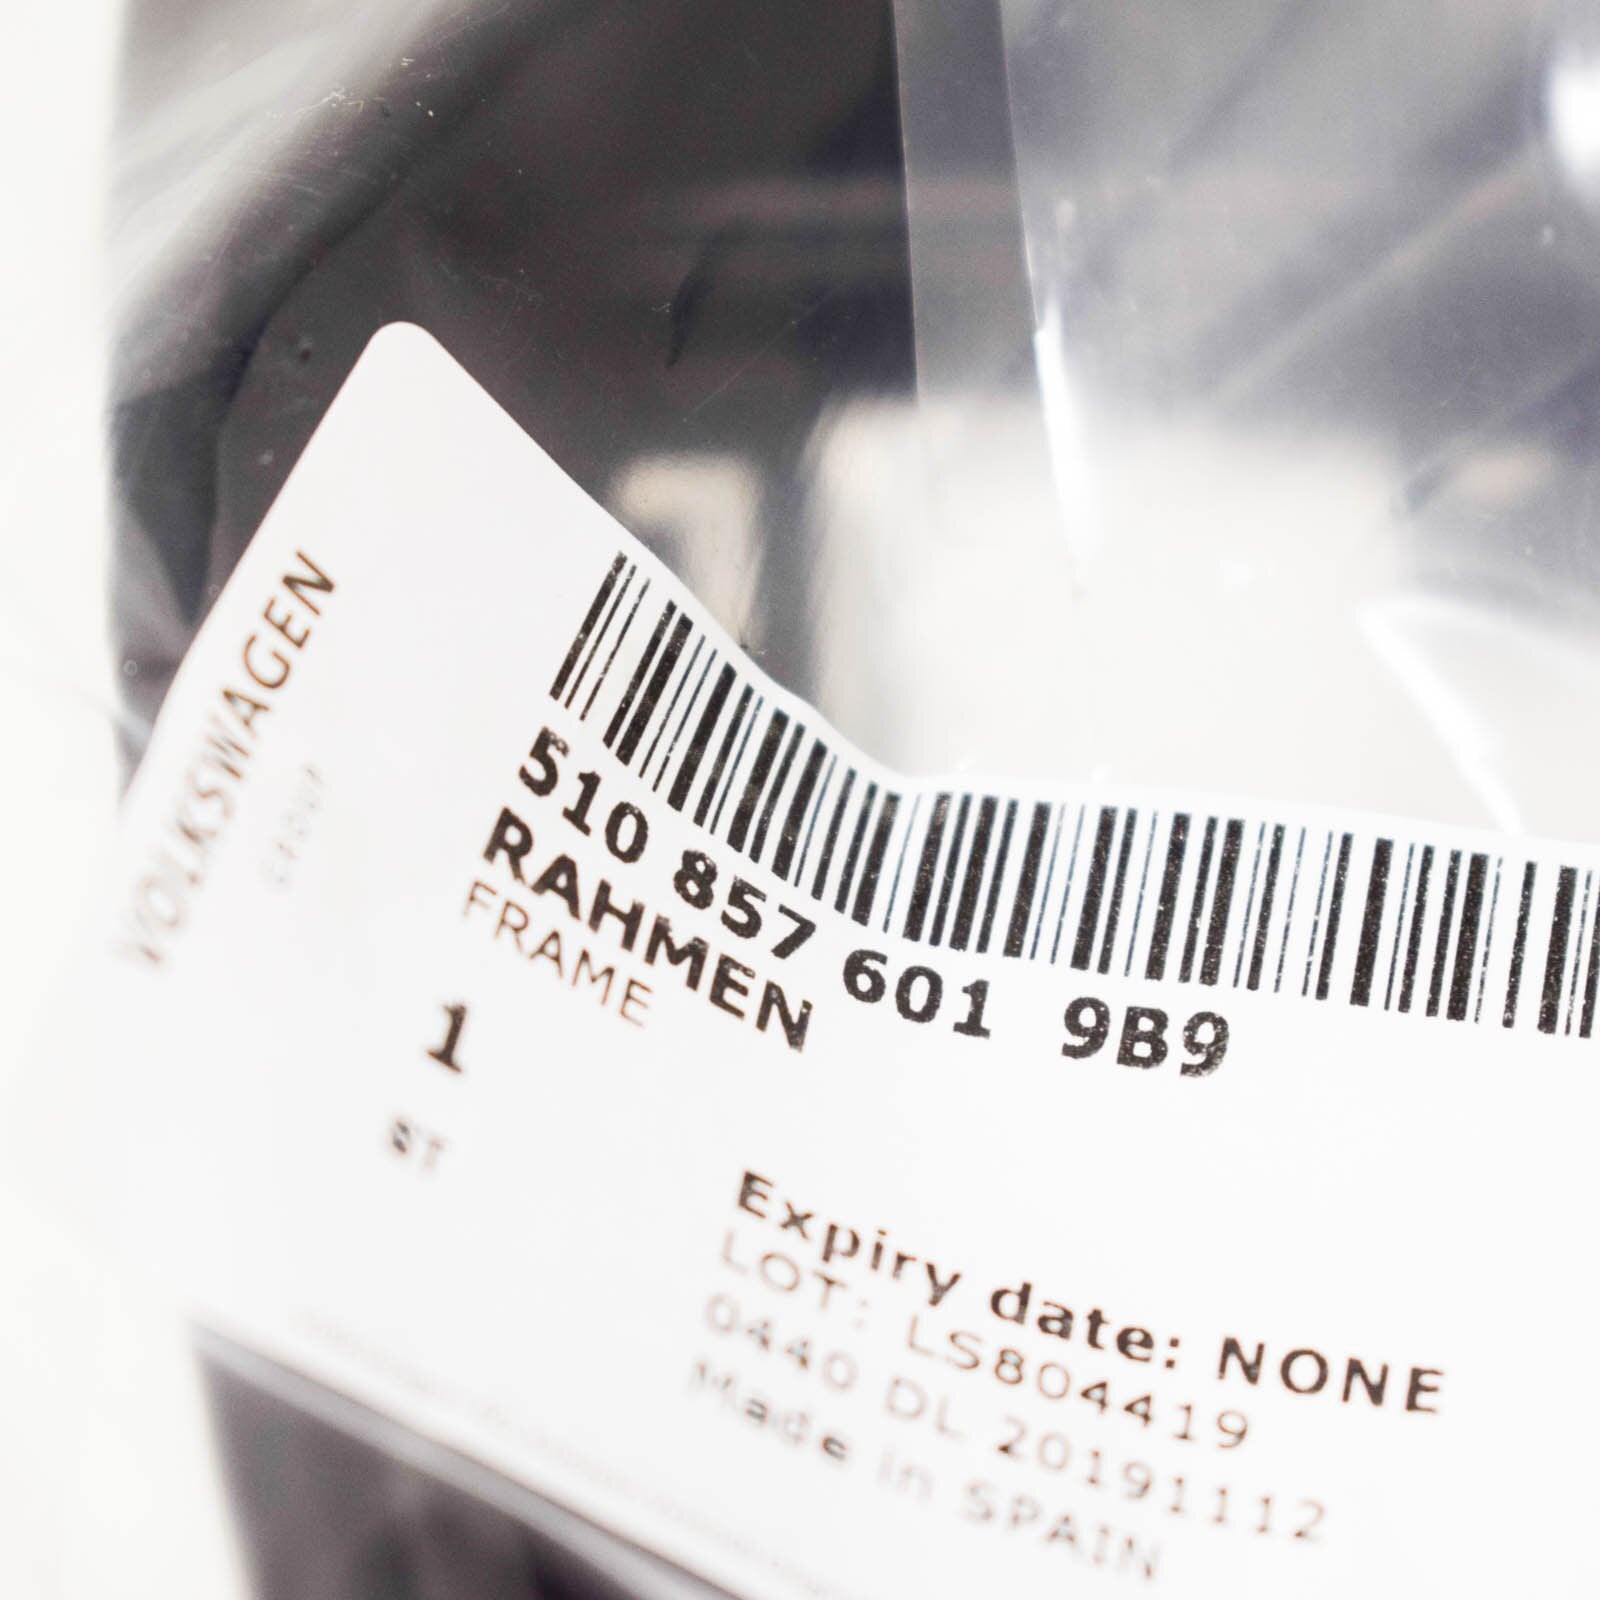 VOLKSWAGEN
GROUP
510 857 601 9B9
RAHMEN
FRAME
1
ST
Expiry date: NONE
LOT: LS804419
0440 DL 20191112
Made in SPAIN